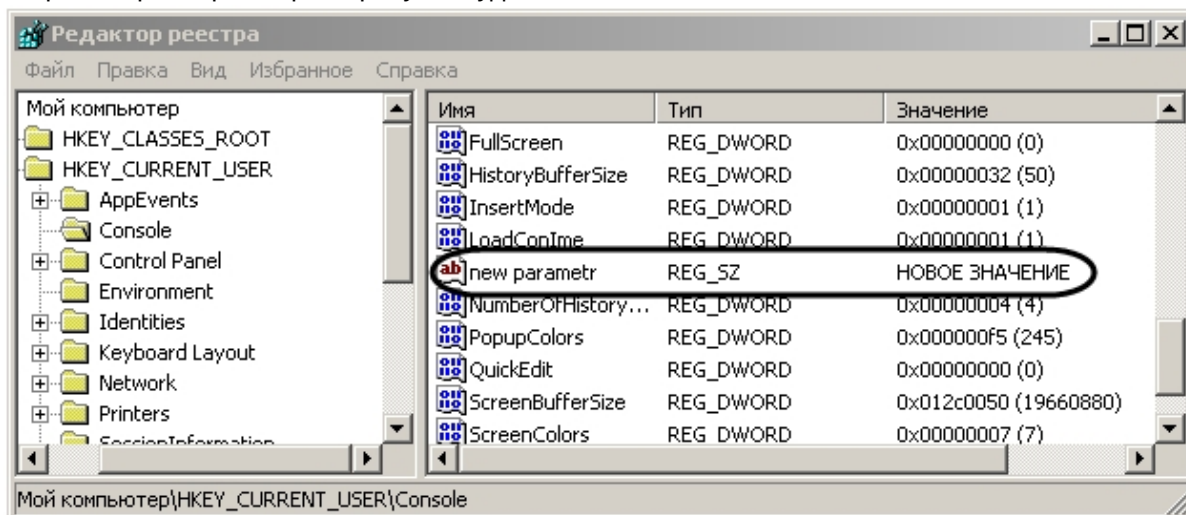 Редактор реестра
Файл Правка Вид Избранное Справка
Мой компьютер
HKEY_CLASSES_ROOT
HKEY_CURRENT_USER
AppEvents
Console
Control Panel
Environment
Identities
Keyboard Layout
Network
Printers
SessionInformation
Имя Тип Значение
FullScreen REG_DWORD 0x00000000 (0)
HistoryBufferSize REG_DWORD 0x00000032 (50)
InsertMode REG_DWORD 0x00000001 (1)
LoadConIme REG_DWORD 0x00000001 (1)
new parametr REG_SZ НОВОЕ ЗНАЧЕНИЕ
NumberOfHistory... REG_DWORD 0x00000004 (4)
PopupColors REG_DWORD 0x000000f5 (245)
QuickEdit REG_DWORD 0x00000000 (0)
ScreenBufferSize REG_DWORD 0x012c0050 (19660880)
ScreenColors REG_DWORD 0x00000007 (7)
Мой компьютер\HKEY_CURRENT_USER\Console